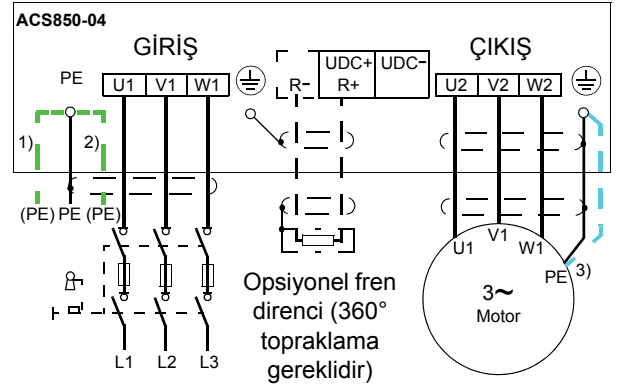 ACS850-04
GİRİŞ
ÇIKIŞ
PE
U1 V1 W1
R−
UDC+
R+
UDC−
U2 V2 W2
1)
2)
(PE) PE (PE)
U1 V1 W1
PE 3)
3~
Motor
Opsiyonel fren
direnci (360°
topraklama
gereklidir)
L1 L2 L3